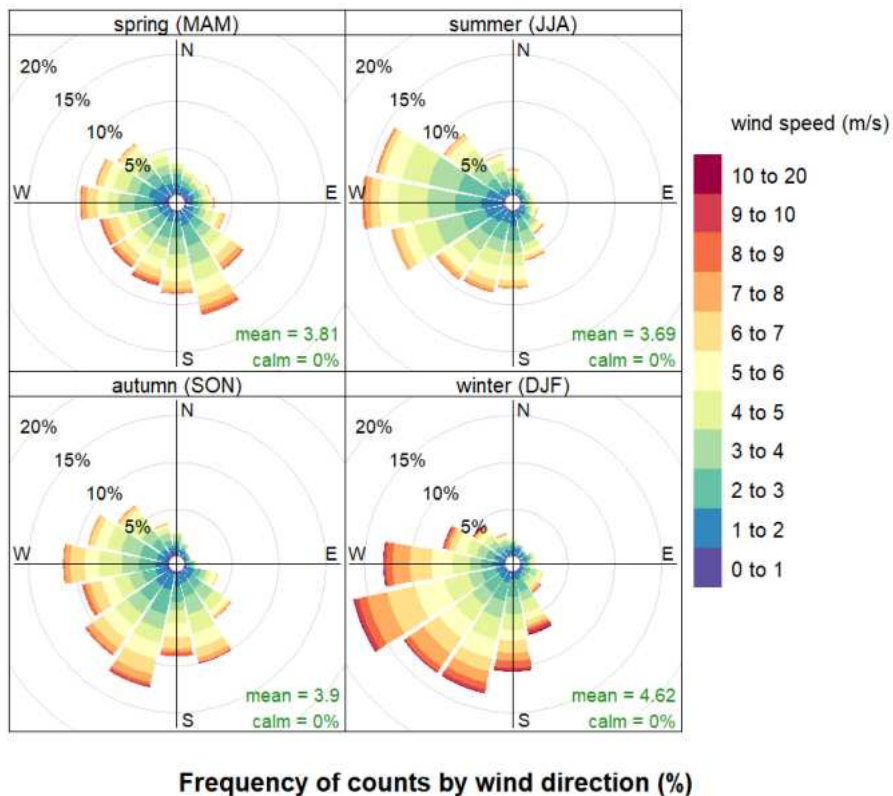 spring (MAM)
N
20%
15%
10%
5%
W
E
mean = 3.81
S
calm = 0%
summer (JJA)
N
20%
15%
10%
5%
W
E
mean = 3.69
S
calm = 0%
autumn (SON)
N
20%
15%
10%
5%
W
E
mean = 3.9
S
calm = 0%
winter (DJF)
N
20%
15%
10%
5%
W
E
mean = 4.62
S
calm = 0%
wind speed (m/s)
10 to 20
9 to 10
8 to 9
7 to 8
6 to 7
5 to 6
4 to 5
3 to 4
2 to 3
1 to 2
0 to 1
Frequency of counts by wind direction (%)